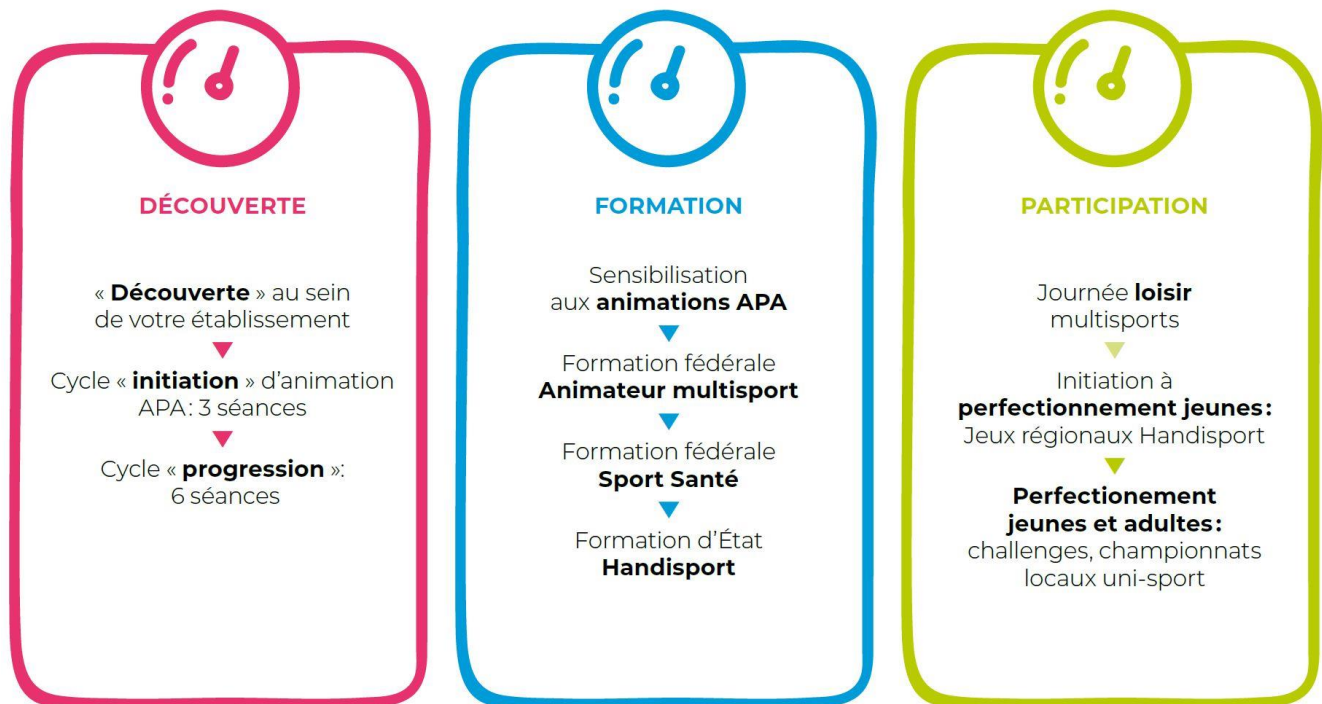 DÉCOUVERTE
« Découverte » au sein
de votre établissement
Cycle « initiation » d’animation
APA : 3 séances
Cycle « progression »:
6 séances
FORMATION
Sensibilisation
aux animations APA
Formation fédérale
Animateur multisport
Formation fédérale
Sport Santé
Formation d’État
Handisport
PARTICIPATION
Journée loisir
multisports
Initiation à
perfectionnement jeunes :
Jeux régionaux Handisport
Perfectionement
jeunes et adultes :
challenges, championnats
locaux uni-sport